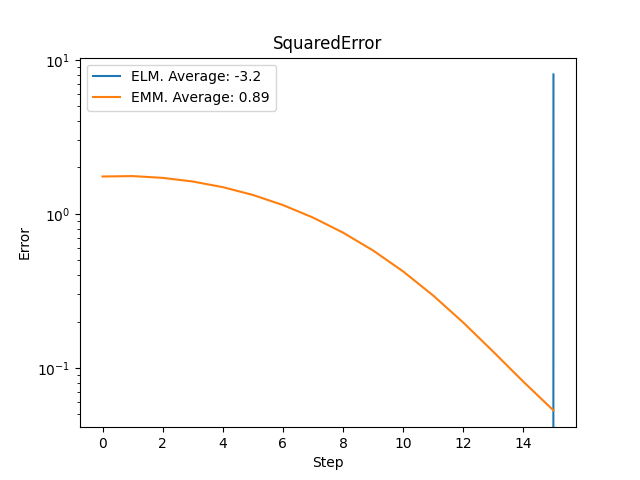 SquaredError
ELM. Average: -3.2
EMM. Average: 0.89
10¹
10⁰
10⁻¹
Error
0 2 4 6 8 10 12 14
Step